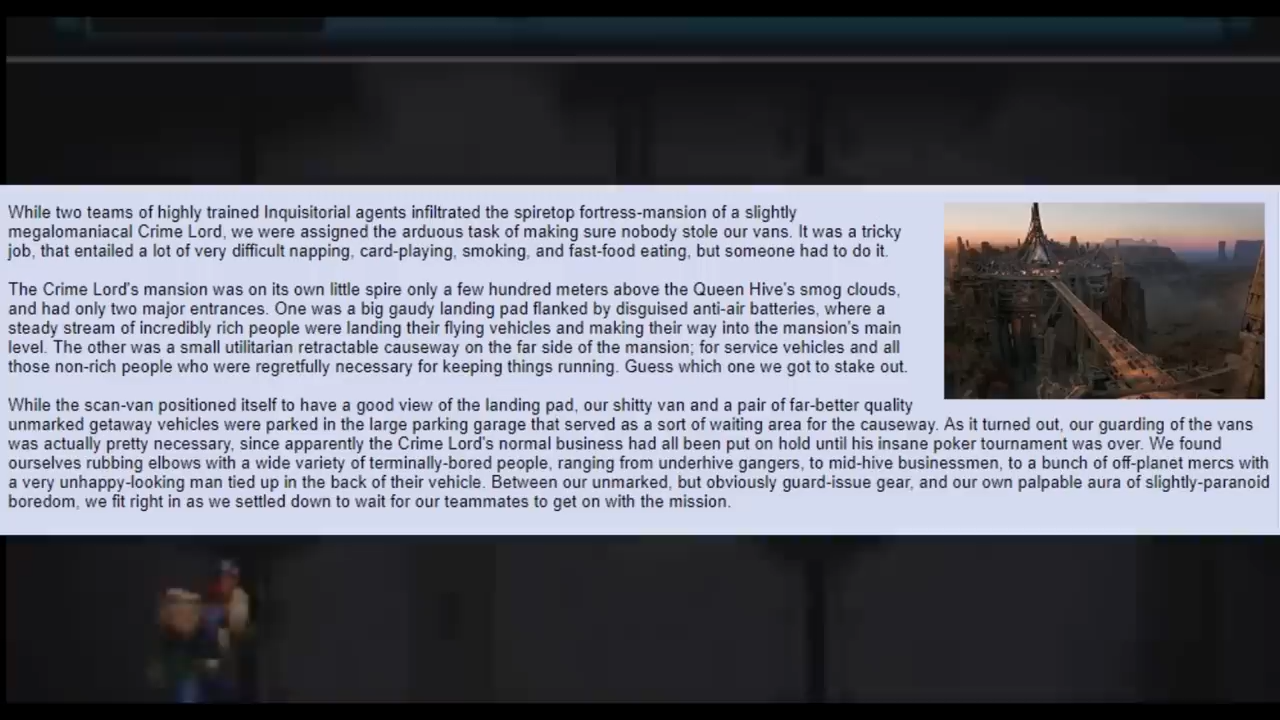 While two teams of highly trained Inquisitorial agents infiltrated the spiretop fortress-mansion of a slightly
megalomaniacal Crime Lord, we were assigned the arduous task of making sure nobody stole our vans. It was a tricky
job, that entailed a lot of very difficult napping, card-playing, smoking, and fast-food eating, but someone had to do it.
The Crime Lord's mansion was on its own little spire only a few hundred meters above the Queen Hive's smog clouds,
and had only two major entrances. One was a big gaudy landing pad flanked by disguised anti-air batteries, where a
steady stream of incredibly rich people were landing their flying vehicles and making their way into the mansion's main
level. The other was a small utilitarian retractable causeway on the far side of the mansion; for service vehicles and all
those non-rich people who were regretfully necessary for keeping things running. Guess which one we got to stake out.
While the scan-van positioned itself to have a good view of the landing pad, our shitty van and a pair of far-better quality
unmarked getaway vehicles were parked in the large parking garage that served as a sort of waiting area for the causeway. As it turned out, our guarding of the vans
was actually pretty necessary, since apparently the Crime Lord's normal business had all been put on hold until his insane poker tournament was over. We found
ourselves rubbing elbows with a wide variety of terminally-bored people, ranging from underhive gangers, to mid-hive businessmen, to a bunch of off-planet mercs with
a very unhappy-looking man tied up in the back of their vehicle. Between our unmarked, but obviously guard-issue gear, and our own palpable aura of slightly-paranoid
boredom, we fit right in as we settled down to wait for our teammates to get on with the mission.